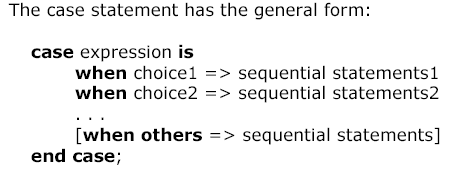 The case statement has the general form:
case expression is
when choice1 => sequential statements1
when choice2 => sequential statements2
. . .
[when others => sequential statements]
end case;